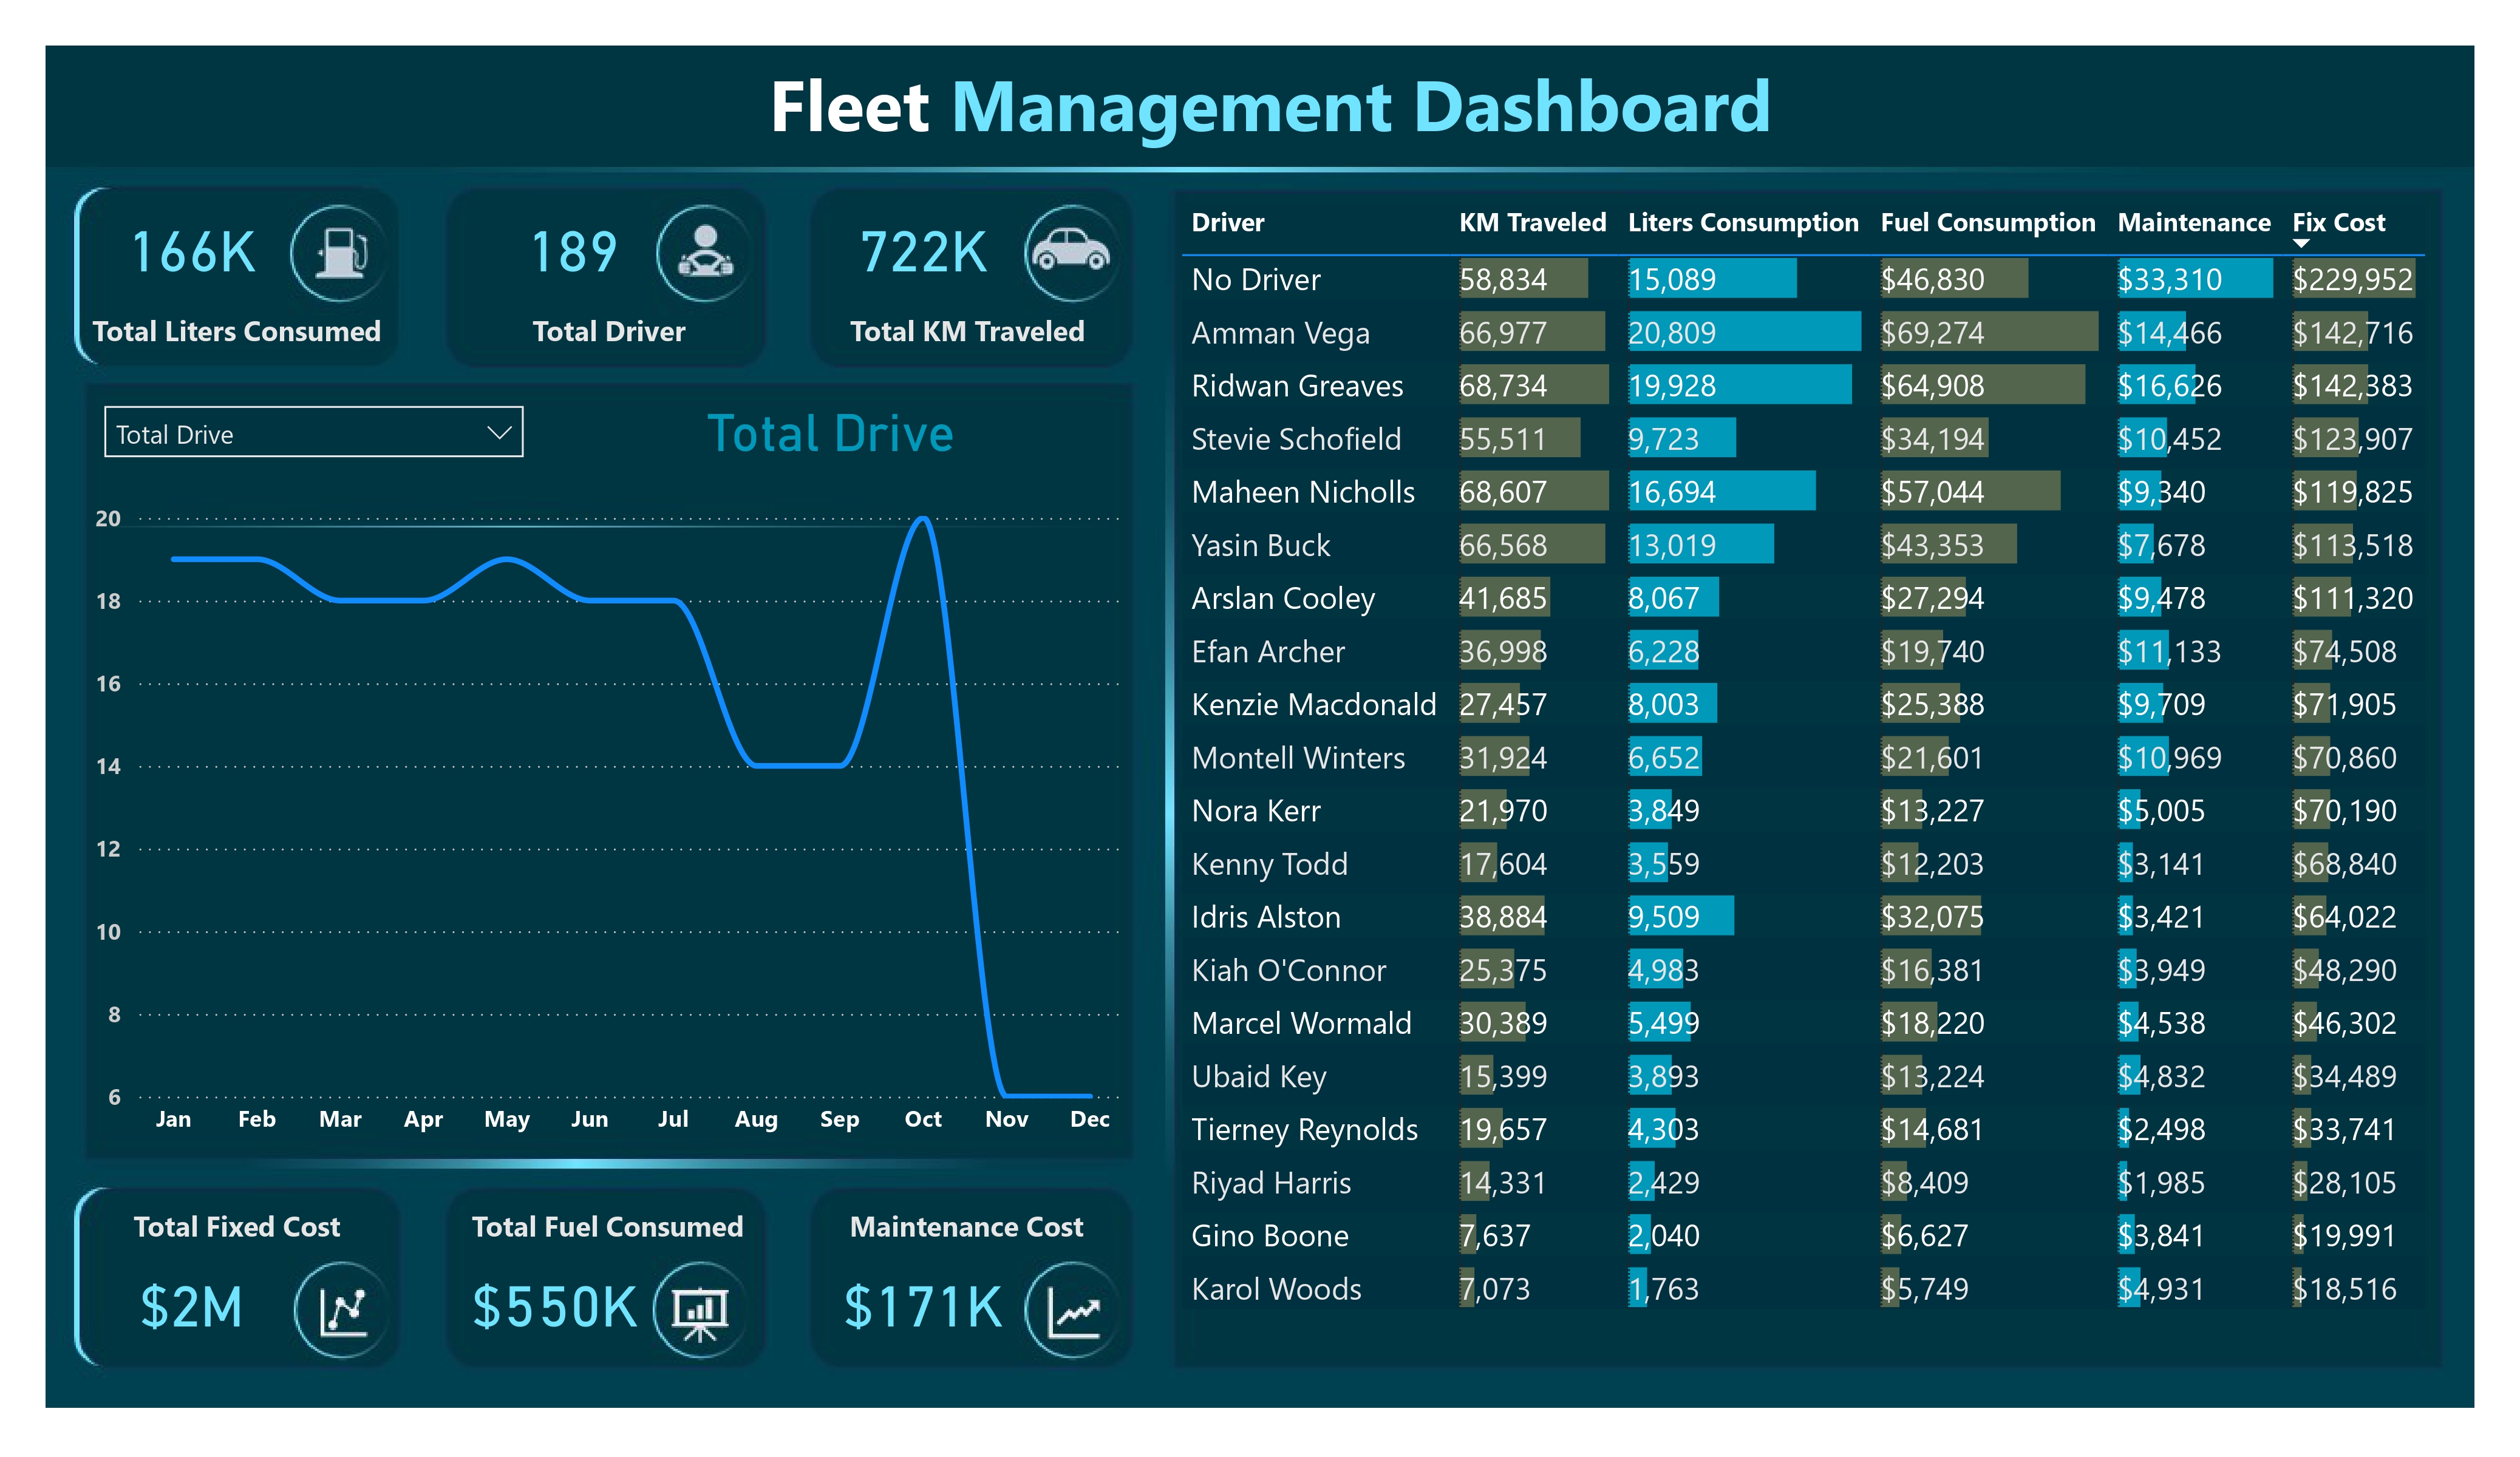 Fleet Management Dashboard
166K
Total Liters Consumed
189
Total Driver
722K
Total KM Traveled
Total Drive
Total Drive
20
18
16
14
12
10
8
6
Jan Feb Mar Apr May Jun Jul Aug Sep Oct Nov Dec
Total Fixed Cost
$2M
Total Fuel Consumed
$550K
Maintenance Cost
$171K
Driver KM Traveled Liters Consumption Fuel Consumption Maintenance Fix Cost
No Driver 58,834 15,089 $46,830 $33,310 $229,952
Amman Vega 66,977 20,809 $69,274 $14,466 $142,716
Ridwan Greaves 68,734 19,928 $64,908 $16,626 $142,383
Stevie Schofield 55,511 9,723 $34,194 $10,452 $123,907
Maheen Nicholls 68,607 16,694 $57,044 $9,340 $119,825
Yasin Buck 66,568 13,019 $43,353 $7,678 $113,518
Arslan Cooley 41,685 8,067 $27,294 $9,478 $111,320
Efan Archer 36,998 6,228 $19,740 $11,133 $74,508
Kenzie Macdonald 27,457 8,003 $25,388 $9,709 $71,905
Montell Winters 31,924 6,652 $21,601 $10,969 $70,860
Nora Kerr 21,970 3,849 $13,227 $5,005 $70,190
Kenny Todd 17,604 3,559 $12,203 $3,141 $68,840
Idris Alston 38,884 9,509 $32,075 $3,421 $64,022
Kiah O'Connor 25,375 4,983 $16,381 $3,949 $48,290
Marcel Wormald 30,389 5,499 $18,220 $4,538 $46,302
Ubaid Key 15,399 3,893 $13,224 $4,832 $34,489
Tierney Reynolds 19,657 4,303 $14,681 $2,498 $33,741
Riyad Harris 14,331 2,429 $8,409 $1,985 $28,105
Gino Boone 7,637 2,040 $6,627 $3,841 $19,991
Karol Woods 7,073 1,763 $5,749 $4,931 $18,516